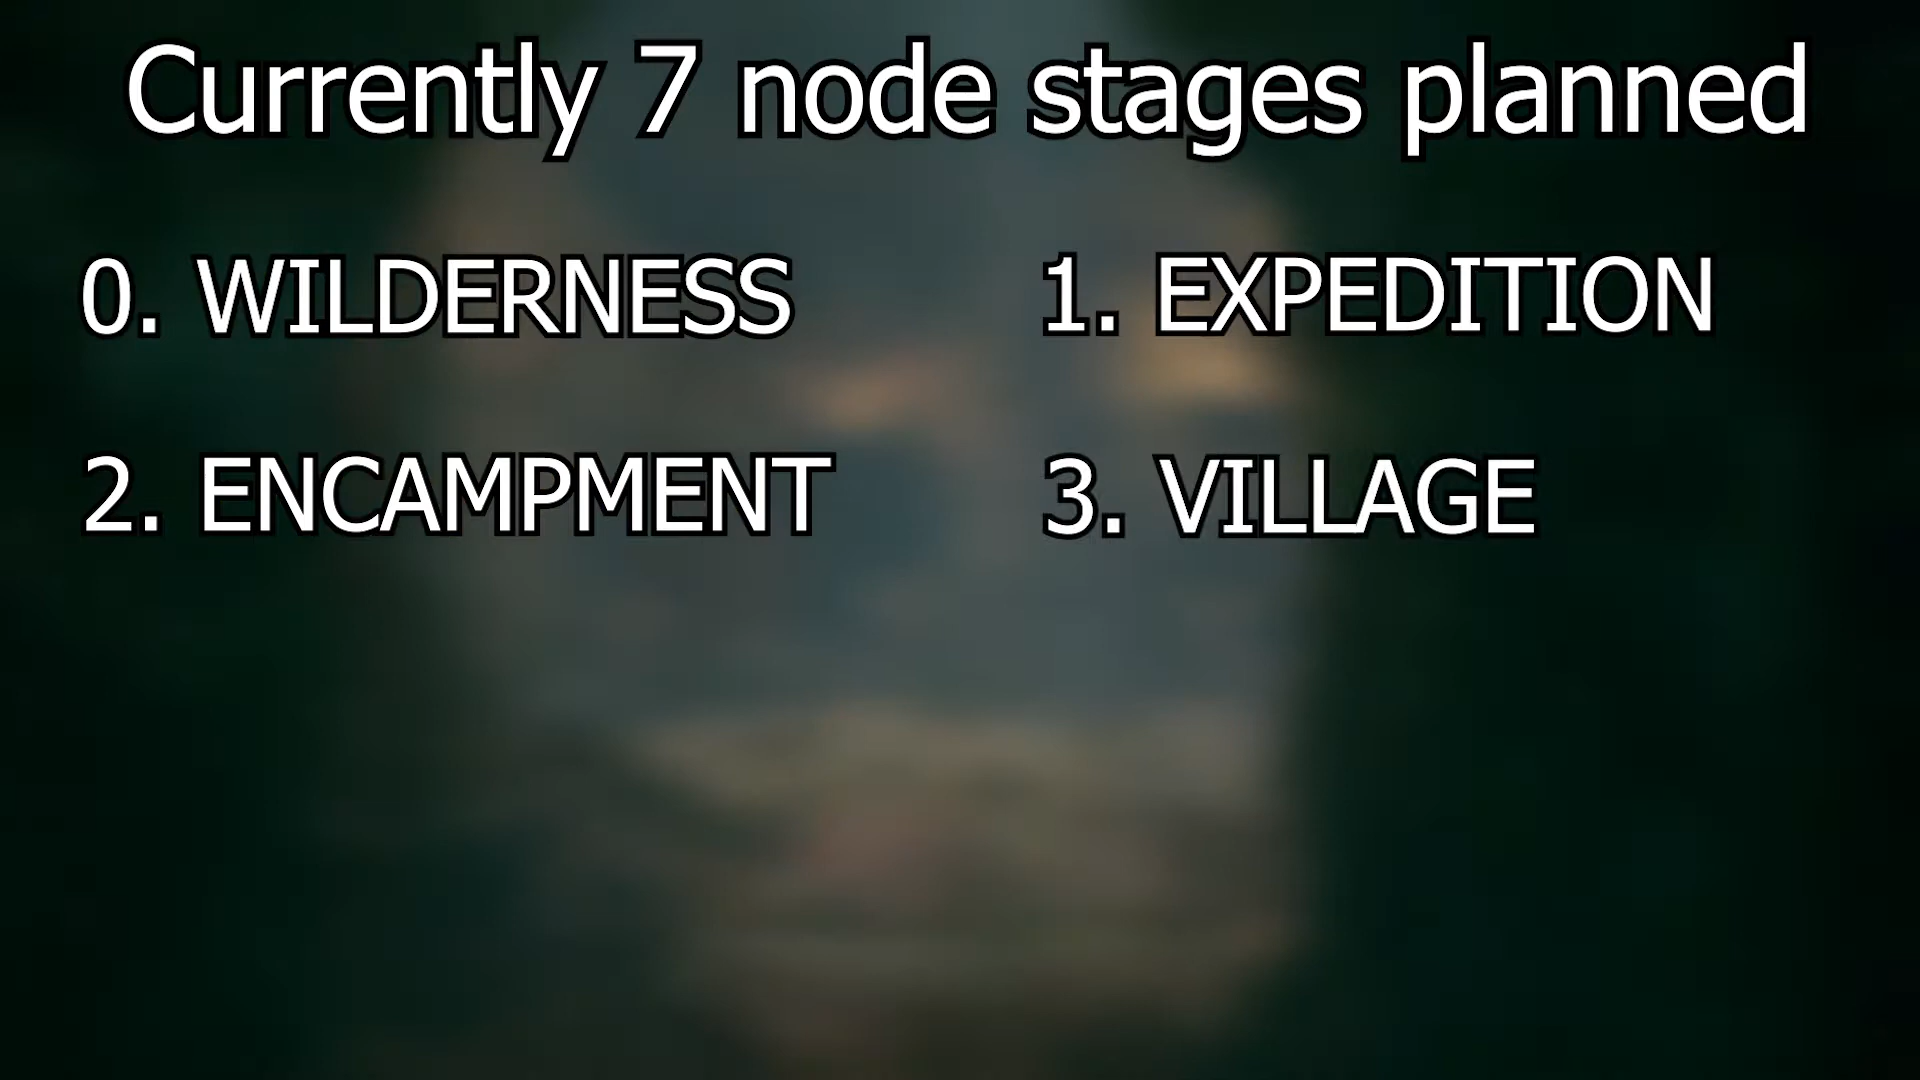 Currently 7 node stages planned
0. WILDERNESS
1. EXPEDITION
2. ENCAMPMENT
3. VILLAGE